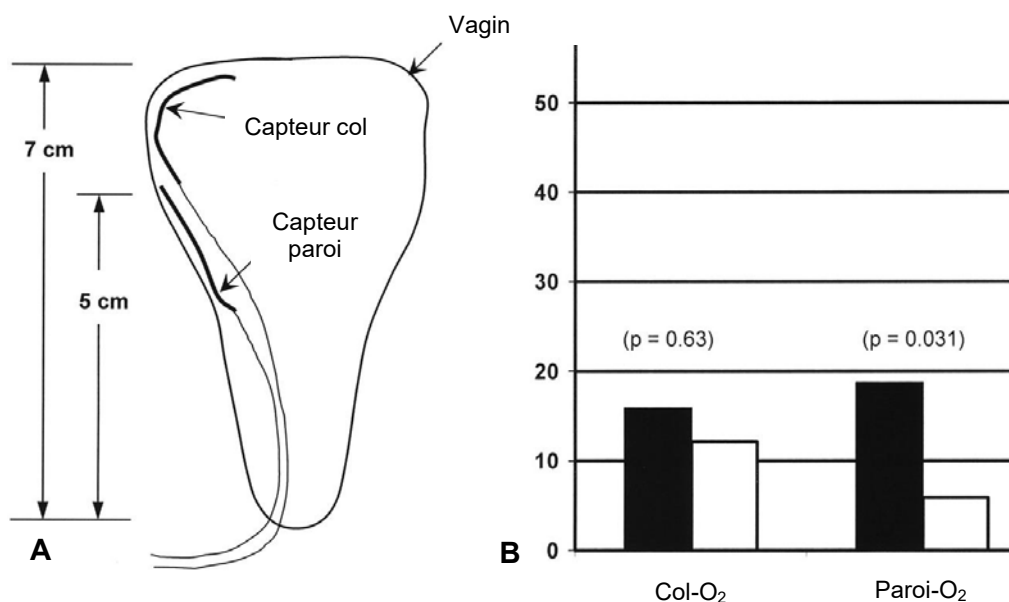 Vagin
Capteur col
7 cm
Capteur
paroi
5 cm
A
50
40
30
(p = 0.63) (p = 0.031)
20
10
0
B
Col-O₂ Paroi-O₂